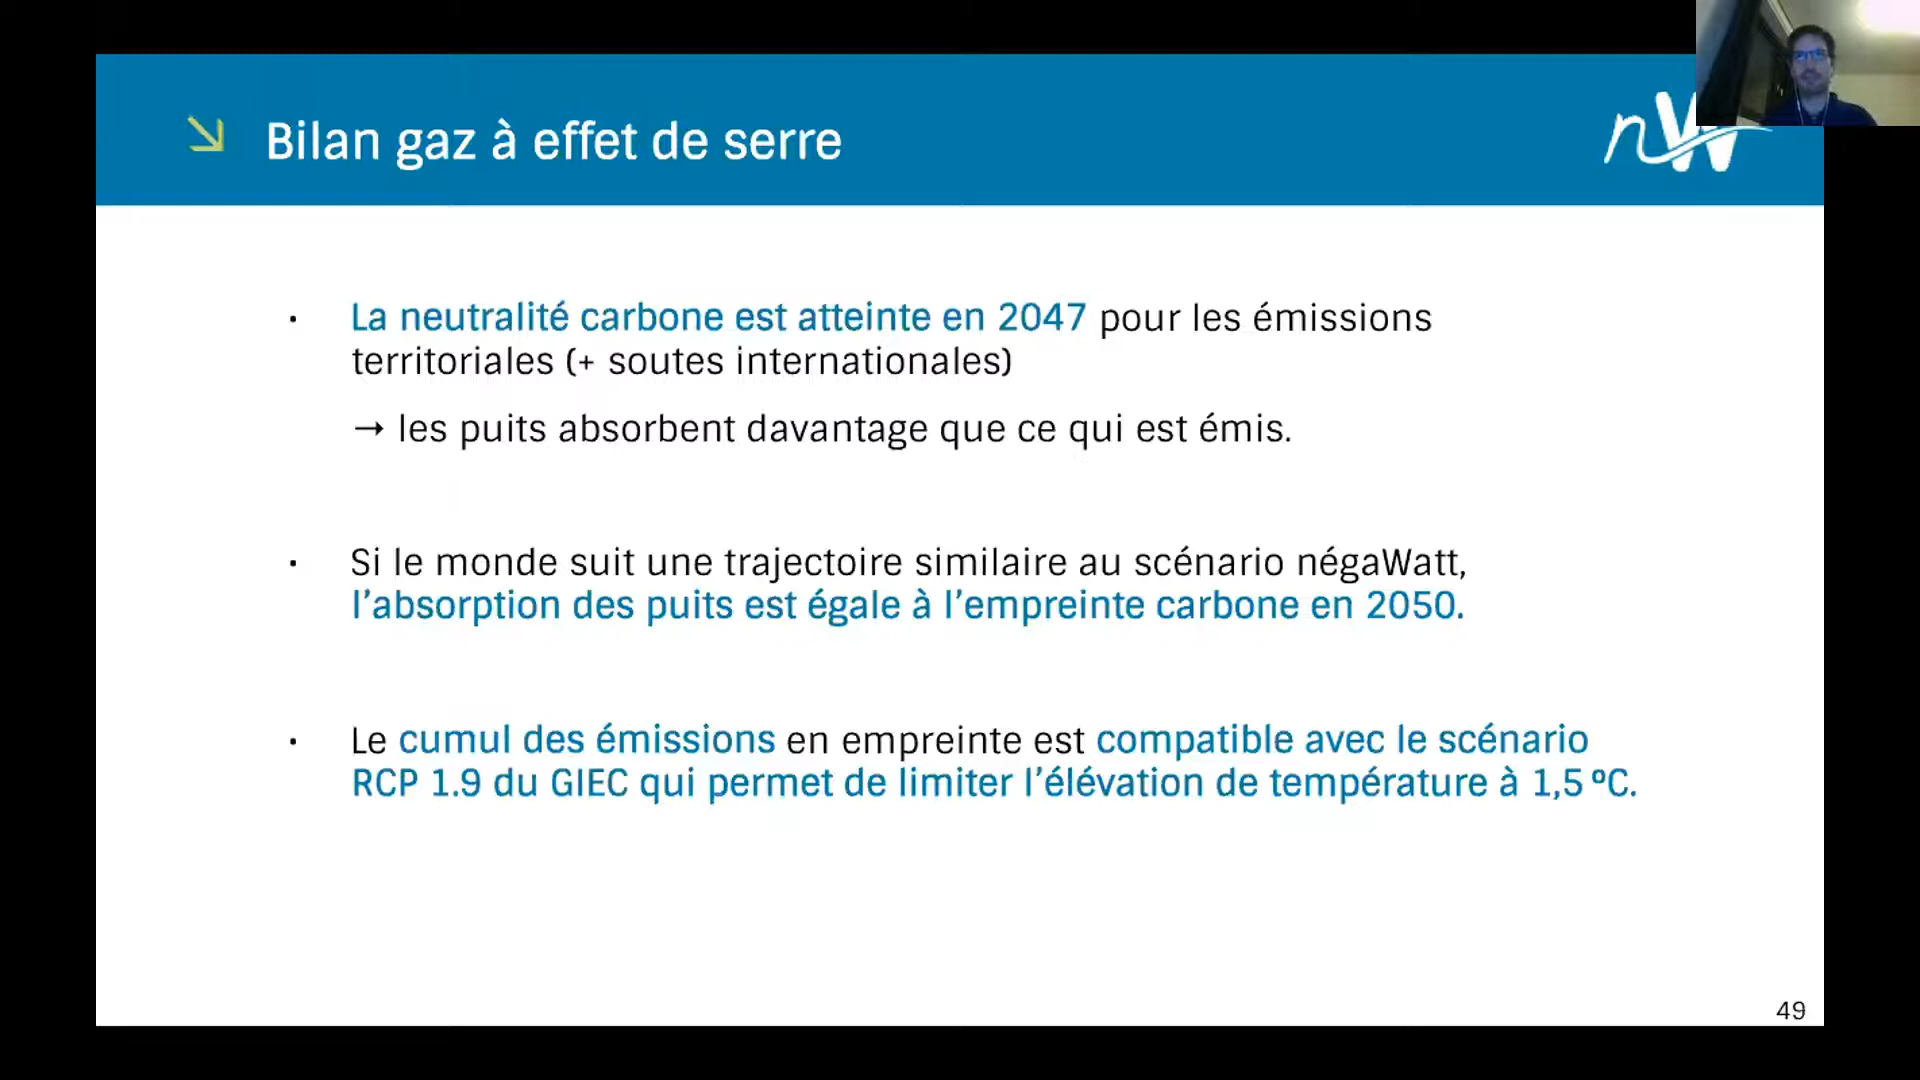 Bilan gaz à effet de serre
nW
· La neutralité carbone est atteinte en 2047 pour les émissions
territoriales (+ soutes internationales)
→ les puits absorbent davantage que ce qui est émis.
· Si le monde suit une trajectoire similaire au scénario négaWatt,
l’absorption des puits est égale à l’empreinte carbone en 2050.
· Le cumul des émissions en empreinte est compatible avec le scénario
RCP 1.9 du GIEC qui permet de limiter l’élévation de température à 1,5 ºC.
49